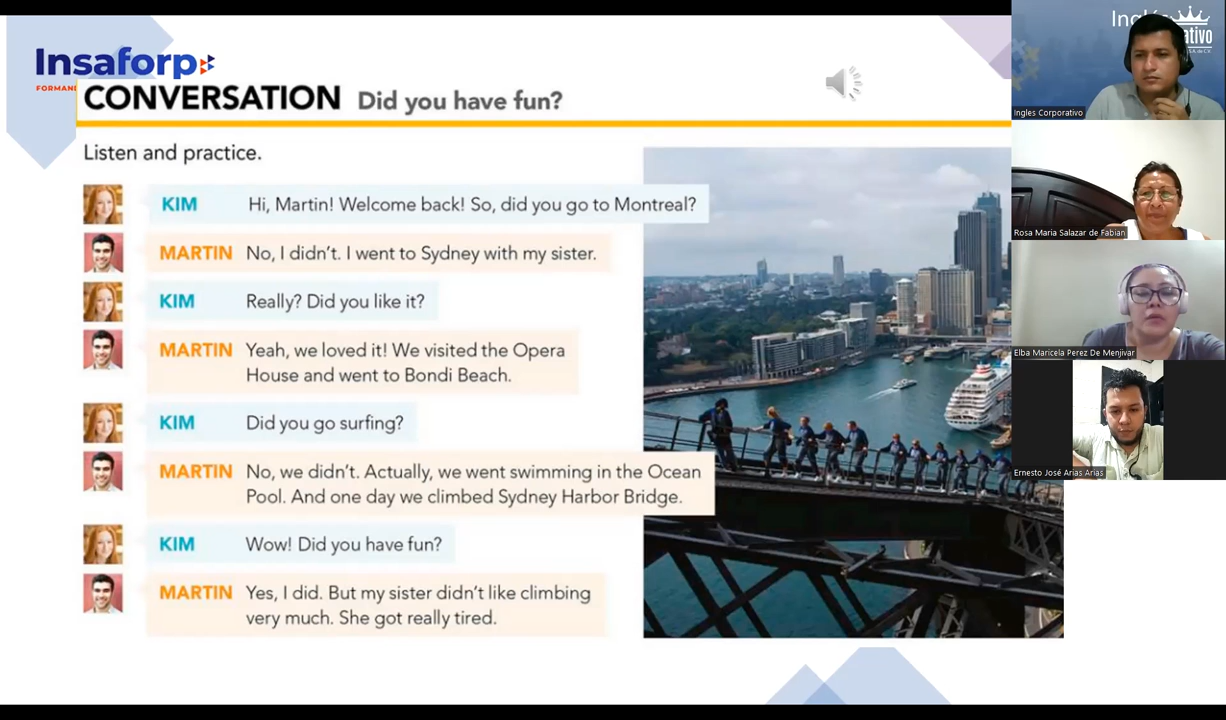 Insaforp
CONVERSATION Did you have fun?
Listen and practice.
KIM Hi, Martin! Welcome back! So, did you go to Montreal?
MARTIN No, I didn't. I went to Sydney with my sister.
KIM Really? Did you like it?
MARTIN Yeah, we loved it! We visited the Opera
House and went to Bondi Beach.
KIM Did you go surfing?
MARTIN No, we didn't. Actually, we went swimming in the Ocean
Pool. And one day we climbed Sydney Harbor Bridge.
KIM Wow! Did you have fun?
MARTIN Yes, I did. But my sister didn't like climbing
very much. She got really tired.
Ingles Corporativo
Rosa Maria Salazar de Fabian
Elba Maricela Perez De Menjivar
Ernesto José Arias Arias